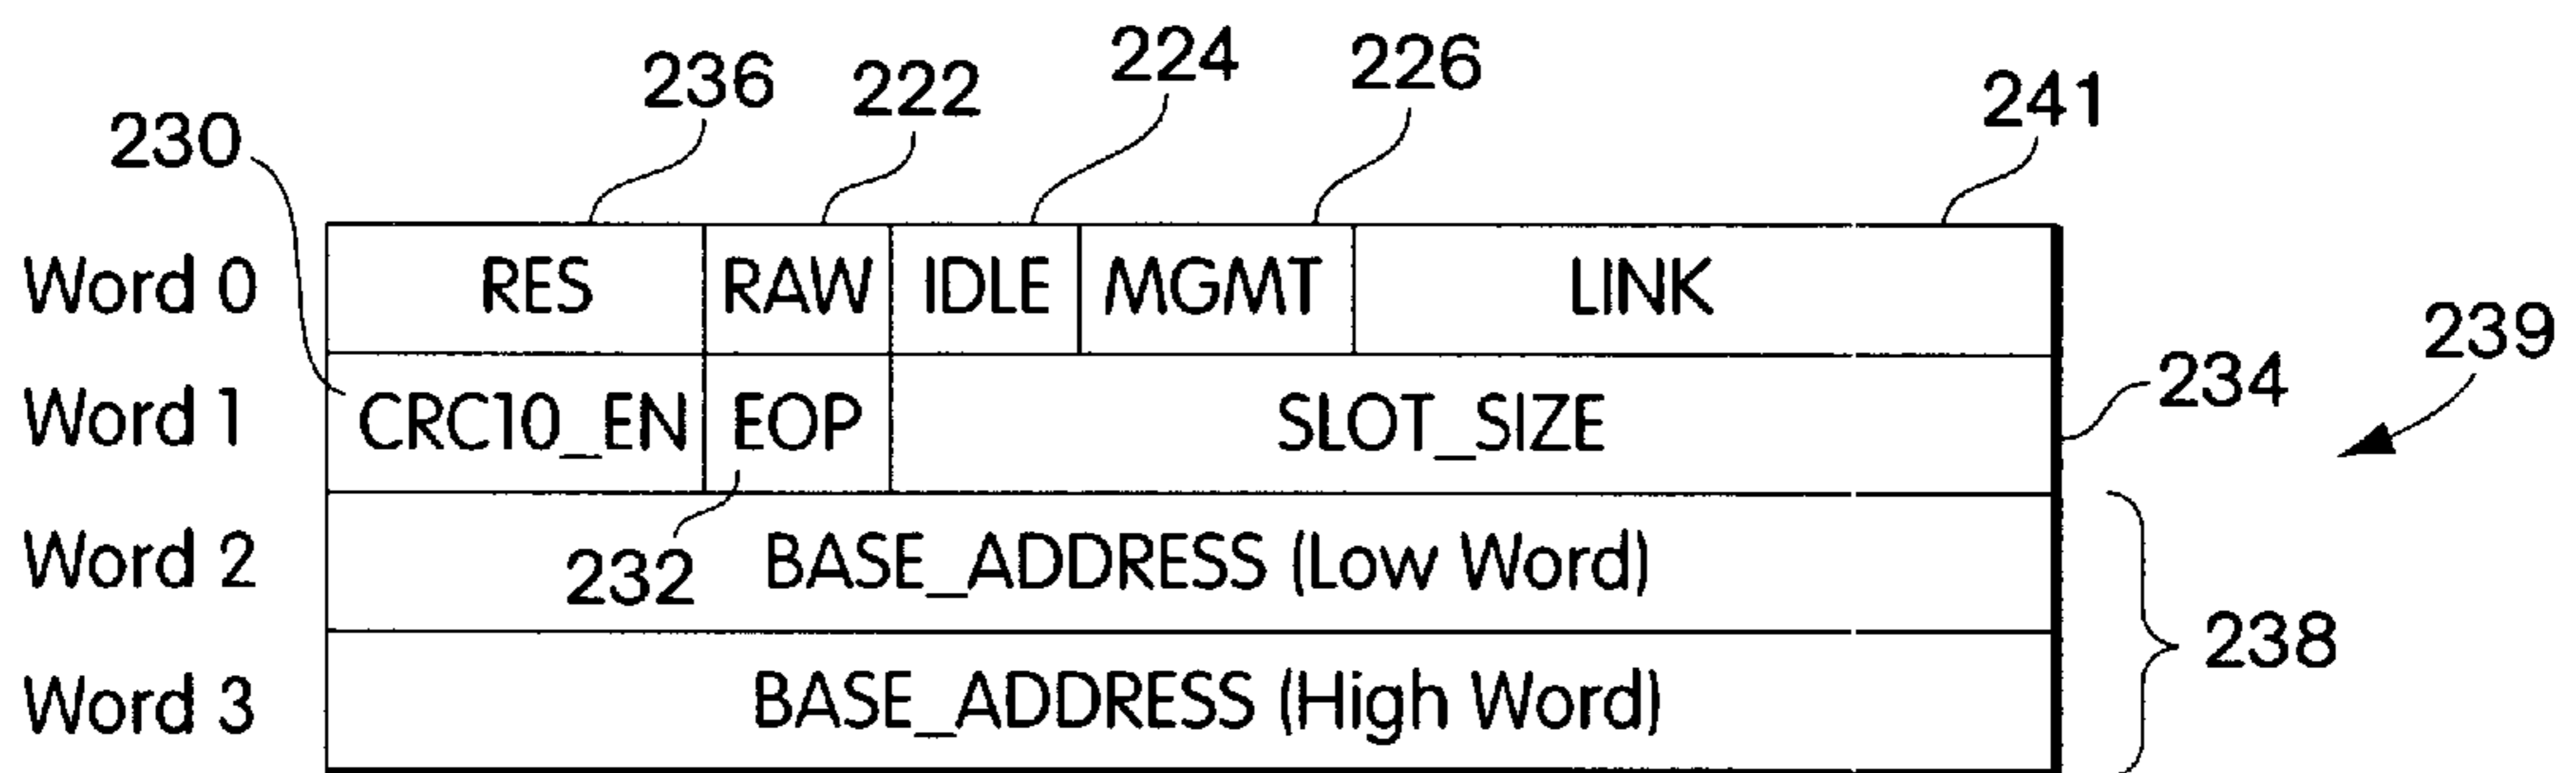 236 222 224 226 241
230
Word 0 RES RAW IDLE MGMT LINK
239
Word 1 CRC10_EN EOP SLOT_SIZE 234
Word 2 232 BASE_ADDRESS (Low Word)
238
Word 3 BASE_ADDRESS (High Word)